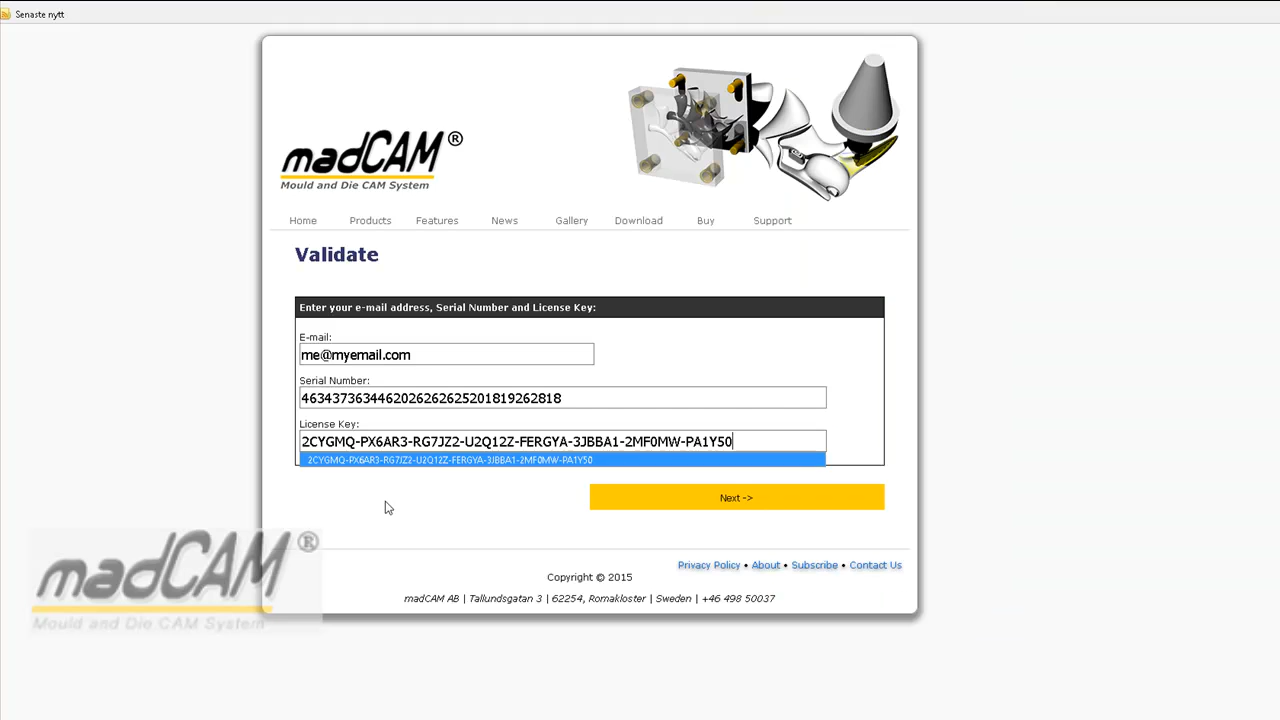 Senaste nytt
madCAM®
Mould and Die CAM System
Home Products Features News Gallery Download Buy Support
Validate
Enter your e-mail address, Serial Number and License Key:
E-mail:
me@myemail.com
Serial Number:
46343736344620262626252018192628​18
License Key:
2CYGMQ-PX6AR3-RG7JZ2-U2Q12Z-FERGYA-3JBBA1-2MF0MW-PA1Y50
2CYGMQ-PX6AR3-RG7JZ2-U2Q12Z-FERGYA-3JBBA1-2MF0MW-PA1Y50
Next ->
madCAM®
Mould and Die CAM System
Privacy Policy • About • Subscribe • Contact Us
Copyright © 2015
madCAM AB | Tallundsgatan 3 | 62254, Romakloster | Sweden | +46 498 50037